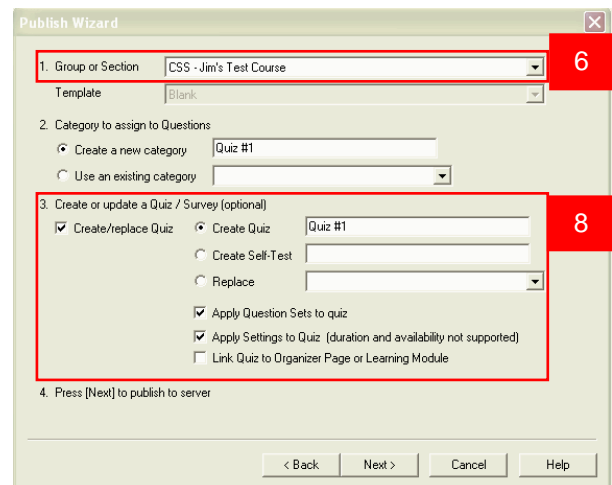 Publish Wizard
1. Group or Section CSS - Jim's Test Course 6
Template Blank
2. Category to assign to Questions
Create a new category Quiz #1
Use an existing category
3. Create or update a Quiz / Survey (optional)
Create/replace Quiz Create Quiz Quiz #1 8
Create Self-Test
Replace
Apply Question Sets to quiz
Apply Settings to Quiz (duration and availability not supported)
Link Quiz to Organizer Page or Learning Module
4. Press [Next] to publish to server
< Back Next > Cancel Help